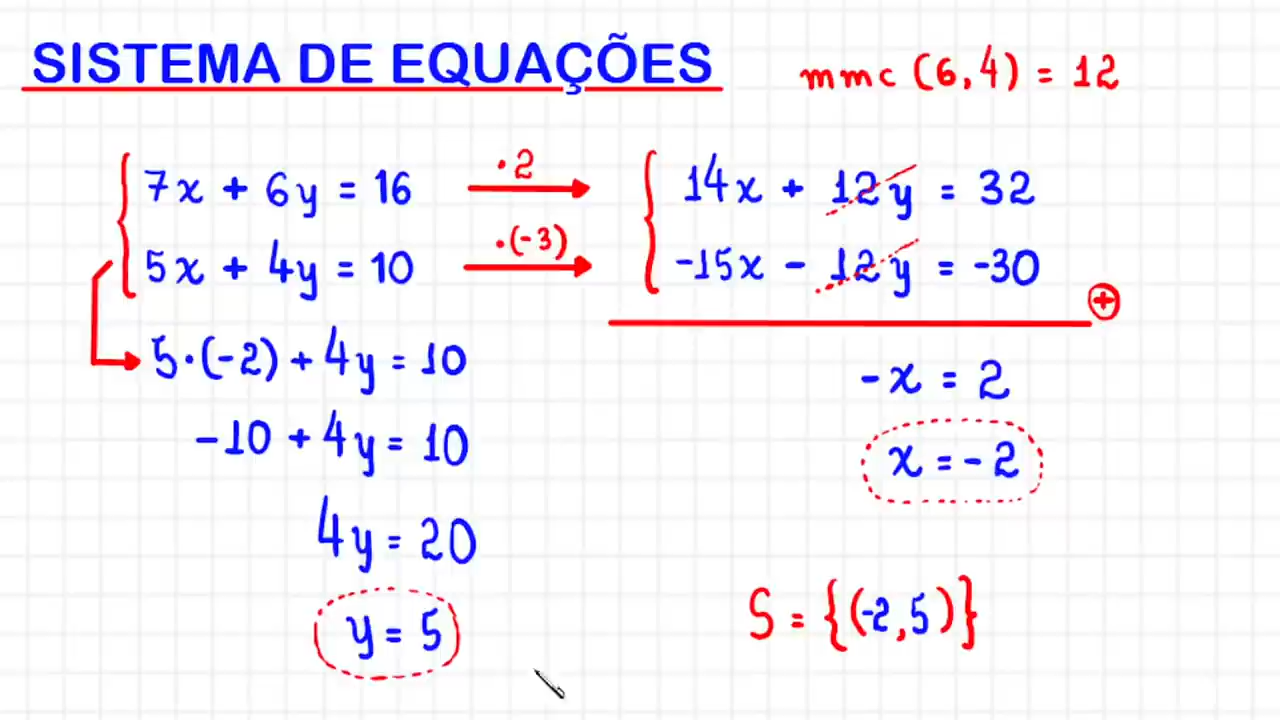 SISTEMA DE EQUAÇÕES
mmc (6,4) = 12
7x + 6y = 16
·2
14x + 12y = 32
5x + 4y = 10
·(-3)
-15x - 12y = -30
+
5·(-2) + 4y = 10
-x = 2
-10 + 4y = 10
x = -2
4y = 20
y = 5
S = {(-2,5)}